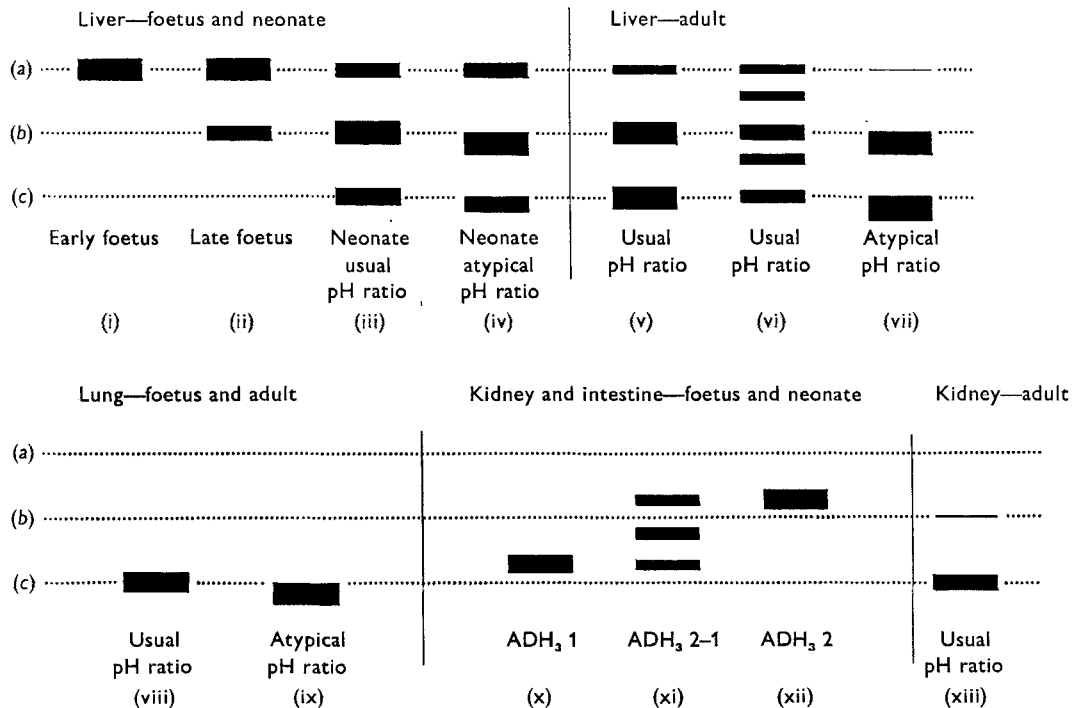 Liver—foetus and neonate
Liver—adult
(a)
(b)
(c)
Early foetus
Late foetus
Neonate
usual
pH ratio
Neonate
atypical
pH ratio
Usual
pH ratio
Usual
pH ratio
Atypical
pH ratio
(i)
(ii)
(iii)
(iv)
(v)
(vi)
(vii)
Lung—foetus and adult
Kidney and intestine—foetus and neonate
Kidney—adult
(a)
(b)
(c)
Usual
pH ratio
Atypical
pH ratio
ADH₃ 1
ADH₃ 2–1
ADH₃ 2
Usual
pH ratio
(viii)
(ix)
(x)
(xi)
(xii)
(xiii)